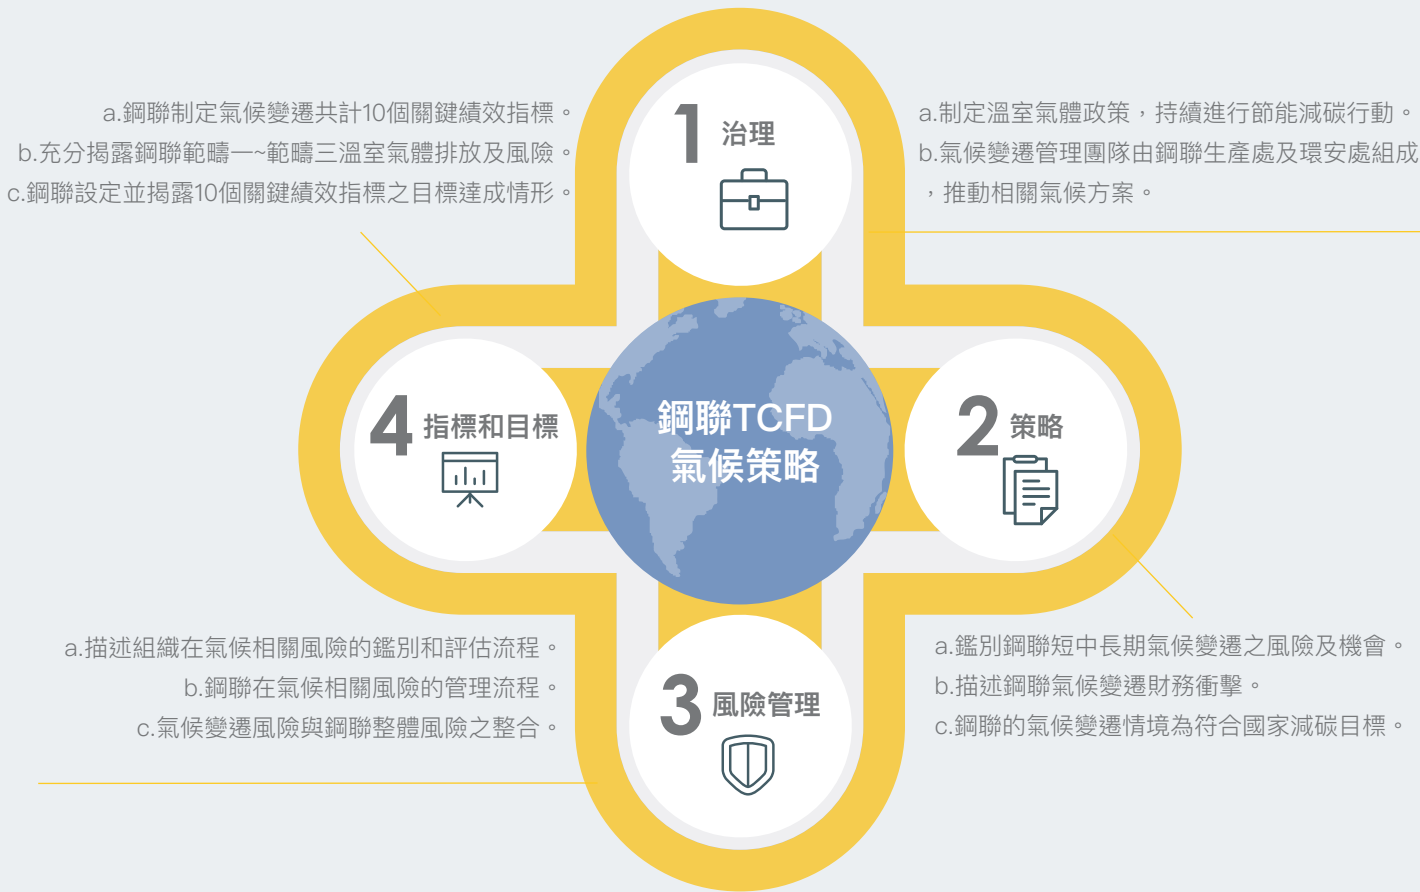 1 治理
a.制定溫室氣體政策，持續進行節能減碳行動。
b.氣候變遷管理團隊由鋼聯生產處及環安處組成
，推動相關氣候方案。
2 策略
a.鑑別鋼聯短中長期氣候變遷之風險及機會。
b.描述鋼聯氣候變遷財務衝擊。
c.鋼聯的氣候變遷情境為符合國家減碳目標。
3 風險管理
a.描述組織在氣候相關風險的鑑別和評估流程。
b.鋼聯在氣候相關風險的管理流程。
c.氣候變遷風險與鋼聯整體風險之整合。
4 指標和目標
a.鋼聯制定氣候變遷共計10個關鍵績效指標。
b.充分揭露鋼聯範疇一~範疇三溫室氣體排放及風險。
c.鋼聯設定並揭露10個關鍵績效指標之目標達成情形。
鋼聯TCFD
氣候策略